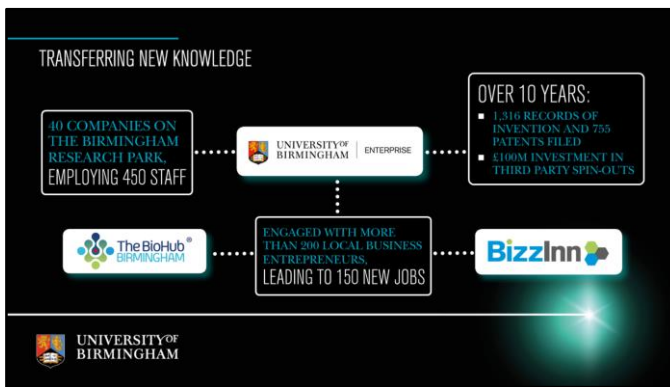 TRANSFERRING NEW KNOWLEDGE
40 COMPANIES ON
THE BIRMINGHAM
RESEARCH PARK,
EMPLOYING 450 STAFF
UNIVERSITY OF
BIRMINGHAM
ENTERPRISE
OVER 10 YEARS:
1,316 RECORDS OF
INVENTION AND 755
PATENTS FILED
£100M INVESTMENT IN
THIRD PARTY SPIN-OUTS
The BioHub®
BIRMINGHAM
ENGAGED WITH MORE
THAN 200 LOCAL BUSINESS
ENTREPRENEURS,
LEADING TO 150 NEW JOBS
BizzInn
UNIVERSITY OF
BIRMINGHAM